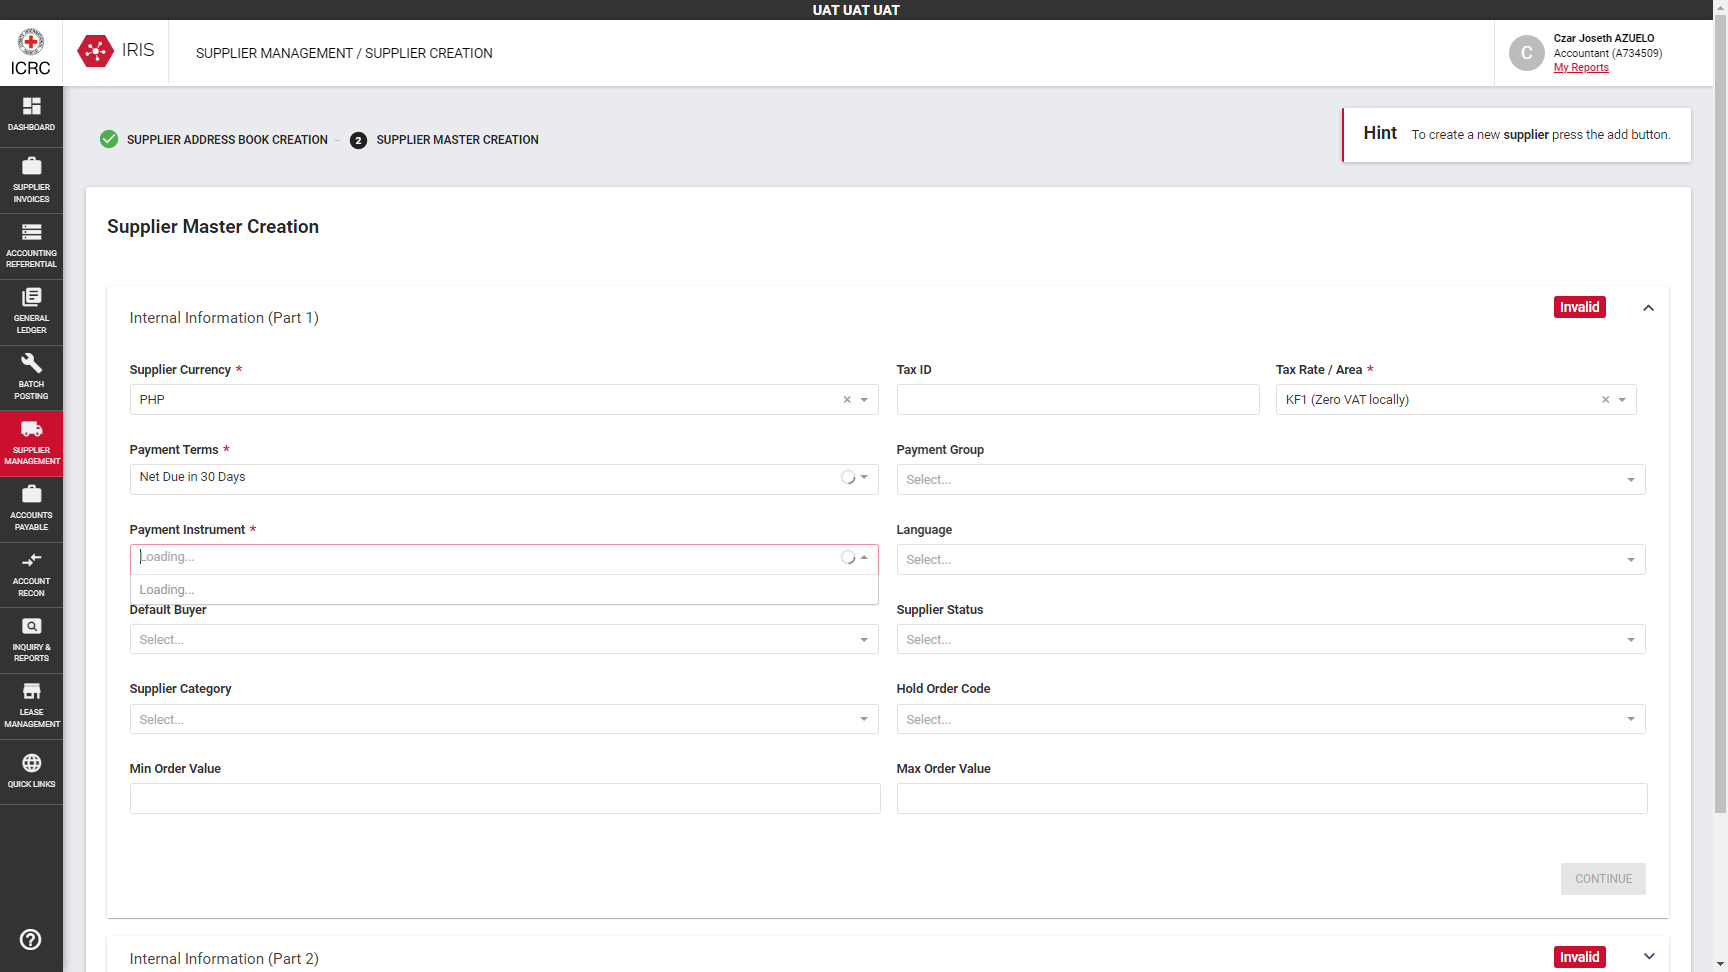 UAT UAT UAT
ICRC
IRIS
SUPPLIER MANAGEMENT / SUPPLIER CREATION
C
Czar Joseth AZUELO
Accountant (A734509)
My Reports
DASHBOARD
SUPPLIER
INVOICES
ACCOUNTING
REFERENTIAL
GENERAL
LEDGER
BATCH
POSTING
SUPPLIER
MANAGEMENT
ACCOUNTS
PAYABLE
ACCOUNT
RECON
INQUIRY &
REPORTS
LEASE
MANAGEMENT
QUICK LINKS
SUPPLIER ADDRESS BOOK CREATION
2 SUPPLIER MASTER CREATION
Hint To create a new supplier press the add button.
Supplier Master Creation
Internal Information (Part 1)
Invalid
Supplier Currency *
PHP
Tax ID
Tax Rate / Area *
KF1 (Zero VAT locally)
Payment Terms *
Net Due in 30 Days
Payment Group
Select...
Payment Instrument *
Loading...
Loading...
Language
Select...
Default Buyer
Select...
Supplier Status
Select...
Supplier Category
Select...
Hold Order Code
Select...
Min Order Value
Max Order Value
CONTINUE
Internal Information (Part 2)
Invalid